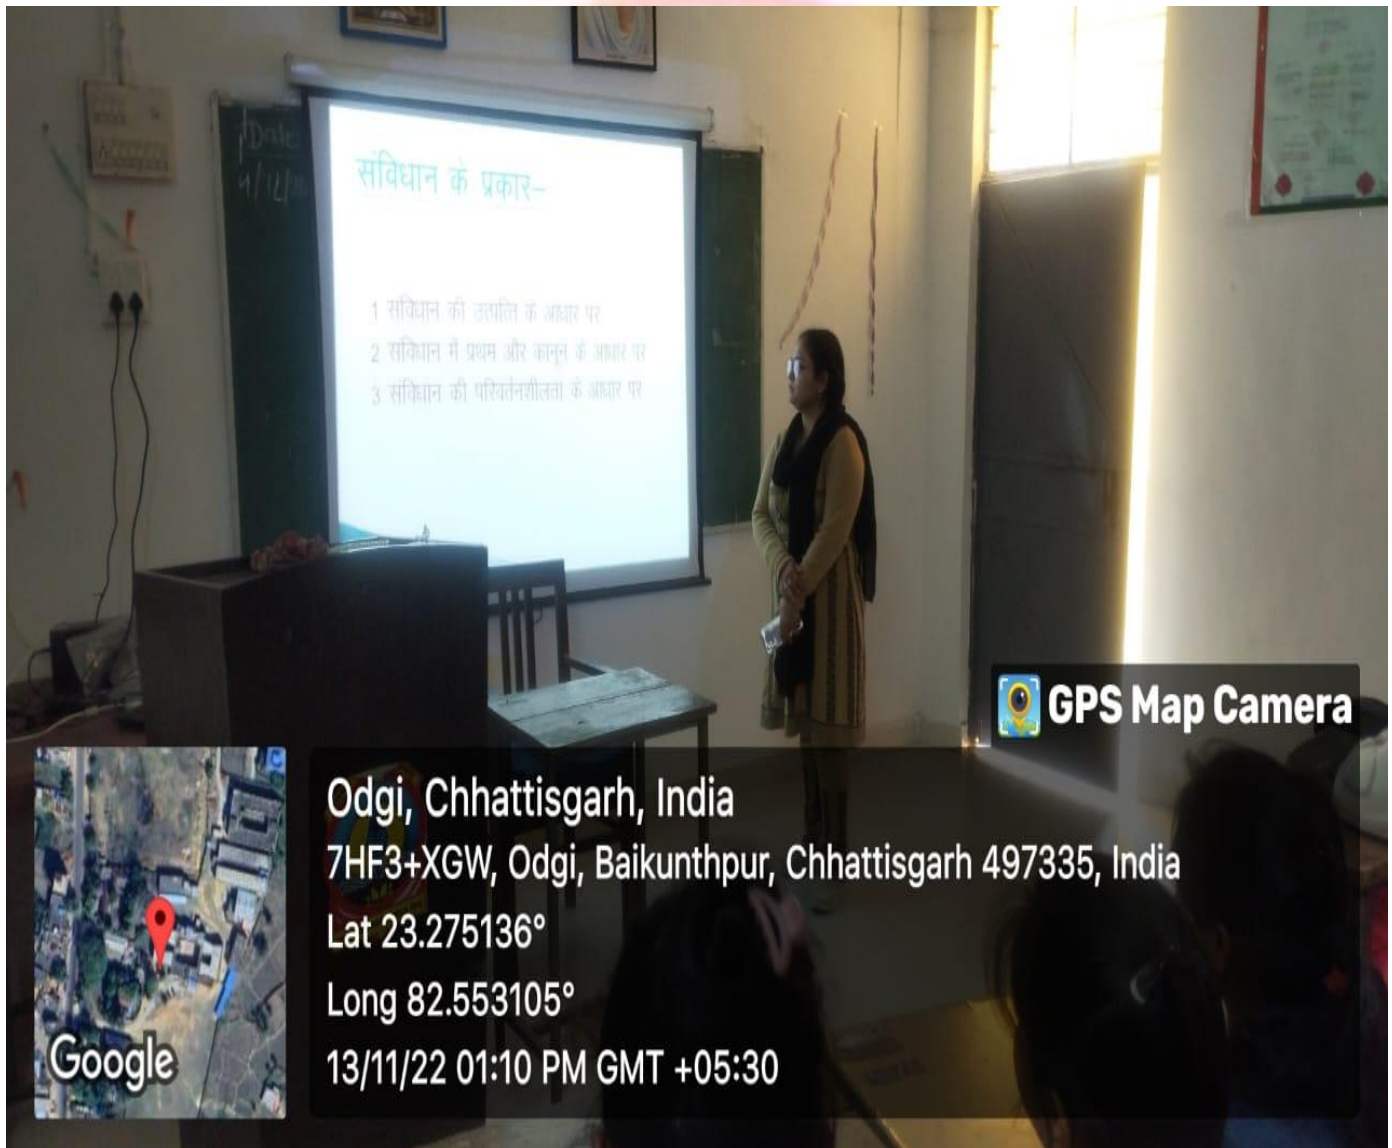 Date
संविधान के प्रकार–
1 संविधान की उत्पत्ति के आधार पर
2 संविधान में प्रथम और कानून के आधार पर
3 संविधान की परिवर्तनशीलता के आधार पर
GPS Map Camera
Odgi, Chhattisgarh, India
7HF3+XGW, Odgi, Baikunthpur, Chhattisgarh 497335, India
Lat 23.275136°
Long 82.553105°
13/11/22 01:10 PM GMT +05:30
Google